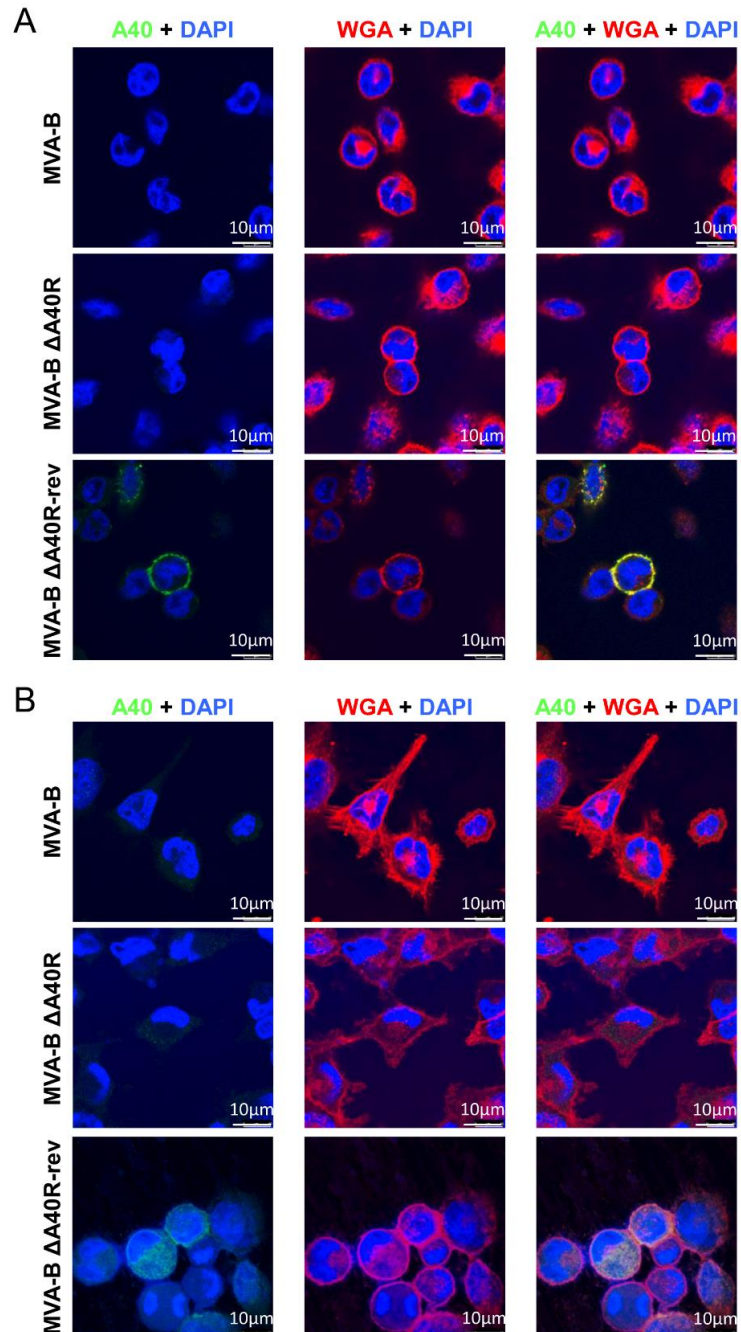 A
A40 + DAPI WGA + DAPI A40 + WGA + DAPI
MVA-B
10μm 10μm 10μm
MVA-B ΔA40R
10μm 10μm 10μm
MVA-B ΔA40R-rev
10μm 10μm 10μm
B
A40 + DAPI WGA + DAPI A40 + WGA + DAPI
MVA-B
10μm 10μm 10μm
MVA-B ΔA40R
10μm 10μm 10μm
MVA-B ΔA40R-rev
10μm 10μm 10μm